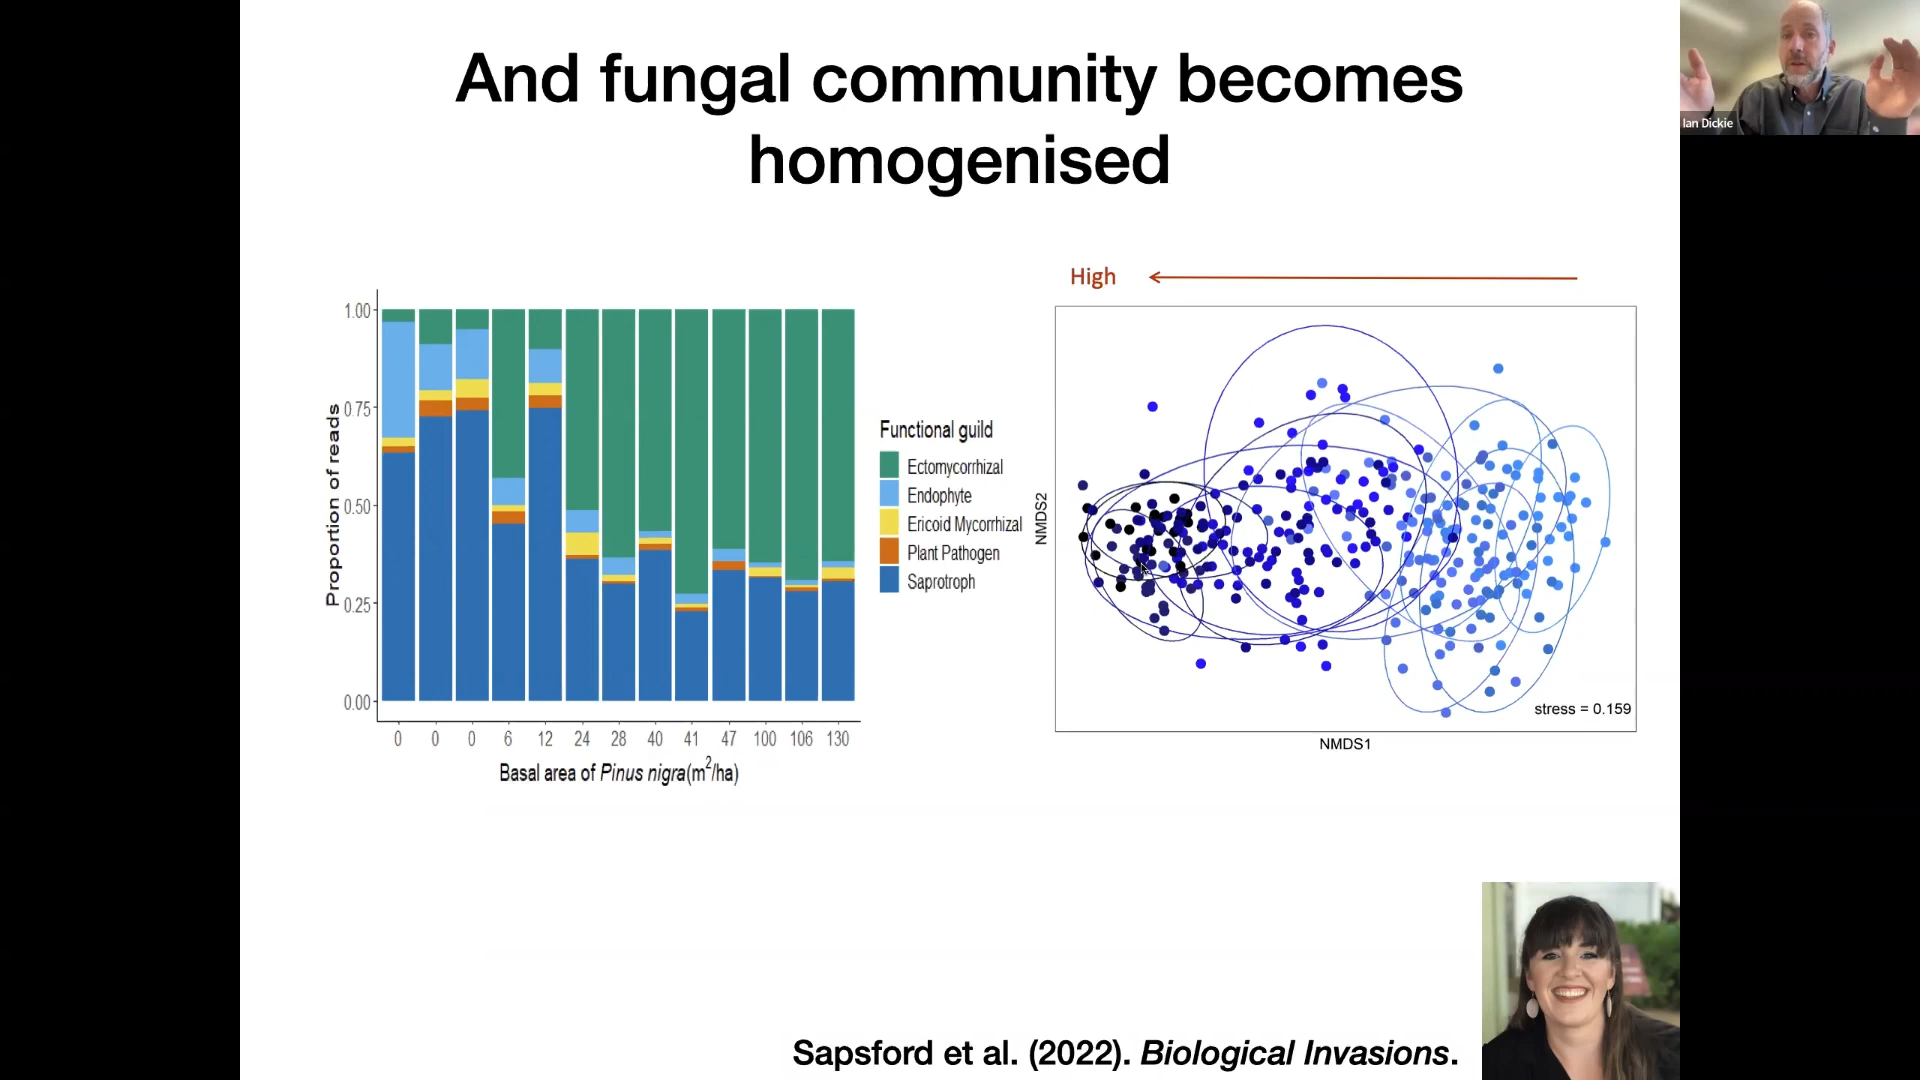 And fungal community becomes
homogenised
Ian Dickie
High
1.00
0.75
0.50
0.25
0.00
Proportion of reads
0 0 0 6 12 24 28 40 41 47 100 106 130
Basal area of Pinus nigra(m²/ha)
Functional guild
Ectomycorrhizal
Endophyte
Ericoid Mycorrhizal
Plant Pathogen
Saprotroph
NMDS2
stress = 0.159
NMDS1
Sapsford et al. (2022). Biological Invasions.